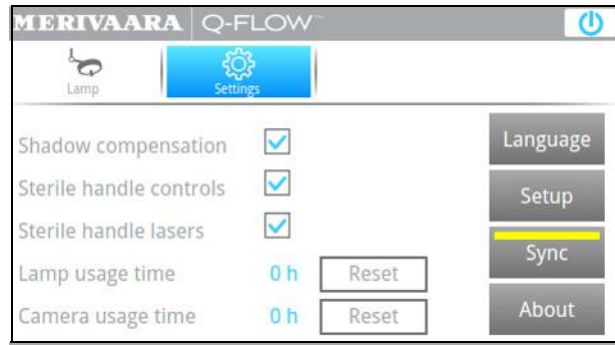 MERIVAARA Q-FLOW™
Lamp
Settings
Shadow compensation
Sterile handle controls
Sterile handle lasers
Lamp usage time 0 h Reset
Camera usage time 0 h Reset
Language
Setup
Sync
About